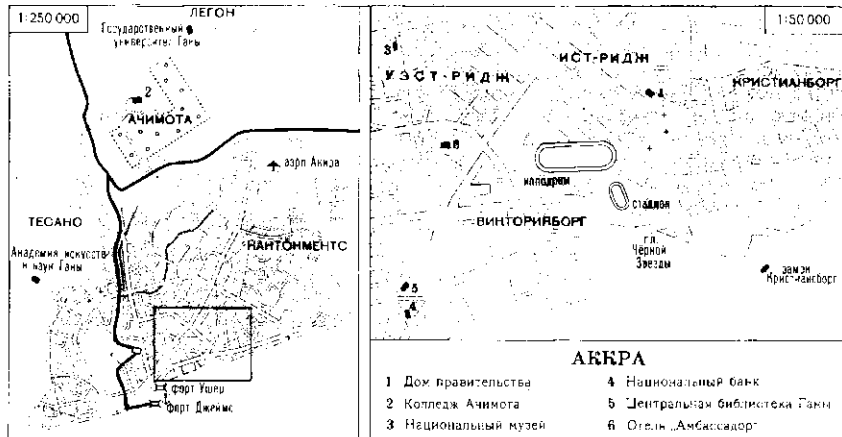 1:250 000
ЛЕГОН
Государственный
университет Ганы
2
АЧИМОТА
аэрп Аккра
ТЕСАНО
КАНТОНМЕНТС
Академия искусств
и наук Ганы
форт Ушер
форт Джеймс
1:50 000
3
ИСТ-РИДЖ
УЭСТ-РИДЖ
КРИСТИАНБОРГ
1
6
ипподром
стадион
ВИКТОРИЯБОРГ
пл.
Чёрной
Звезды
замок
Кристиансборг
5
4
АККРА
1 Дом правительства
2 Колледж Ачимота
3 Национальный музей
4 Национальный банк
5 Центральная библиотека Ганы
6 Отель „Амбассадор"